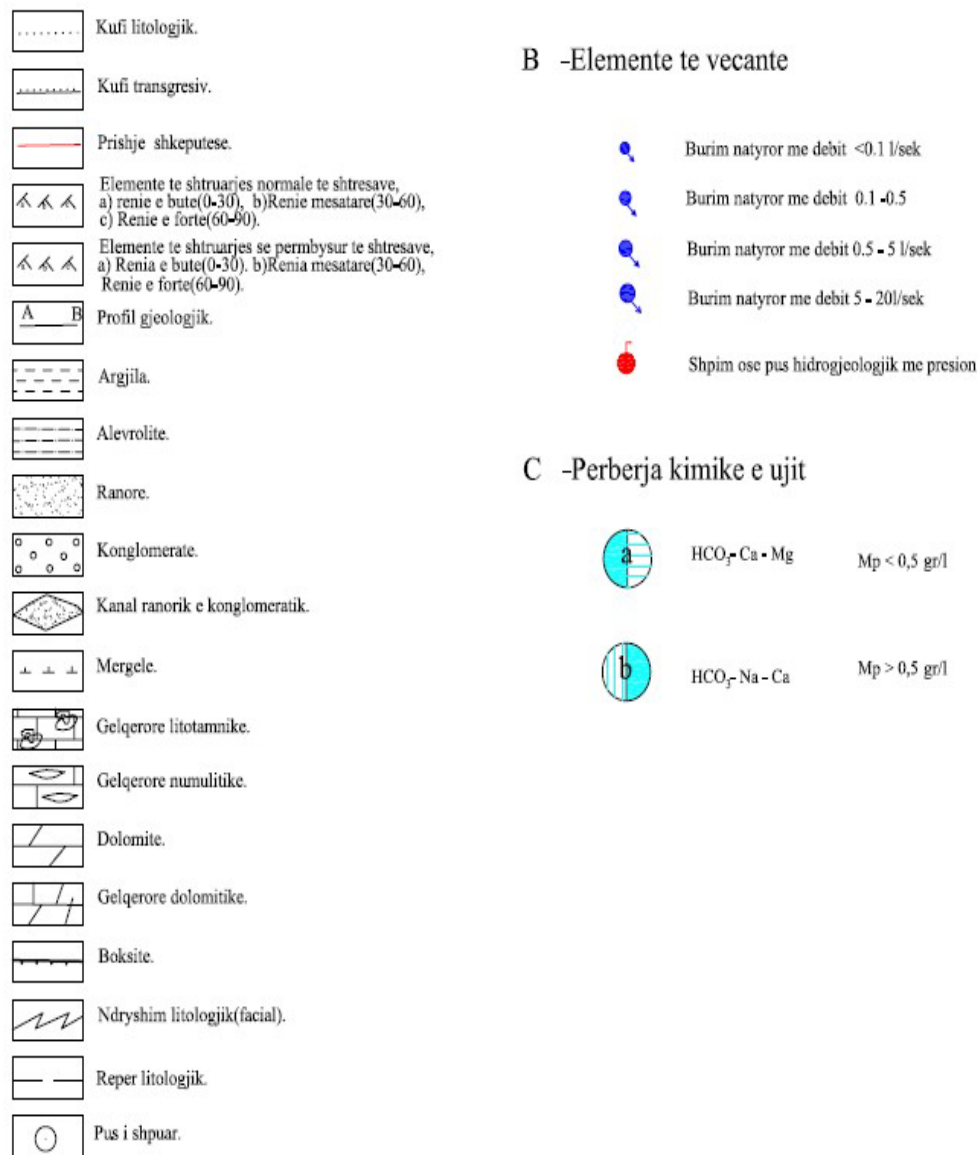 Kufi litologjik.
Kufi transgresiv.
Prishje shkeputese.
Elemente te shtruarjes normale te shtresave,
a) renie e bute(0-30), b)Renie mesatare(30-60),
c) Renie e forte(60-90).
Elemente te shtruarjes se permbysur te shtresave,
a) Renia e bute(0-30). b)Renia mesatare(30-60),
Renie e forte(60-90).
A B
Profil gjeologjik.
Argjila.
Alevrolite.
Ranore.
Konglomerate.
Kanal ranorik e konglomeratik.
Mergele.
Gelqerore litotamnike.
Gelqerore numulitike.
Dolomite.
Gelqerore dolomitike.
Boksite.
Ndryshim litologjik(facial).
Reper litologjik.
Pus i shpuar.
B -Elemente te vecante
Burim natyror me debit <0.1 l/sek
Burim natyror me debit 0.1 -0.5
Burim natyror me debit 0.5 - 5 l/sek
Burim natyror me debit 5 - 20l/sek
Shpim ose pus hidrogjeologjik me presion
C -Perberja kimike e ujit
a HCO3- Ca - Mg Mp < 0,5 gr/l
b HCO3- Na - Ca Mp > 0,5 gr/l